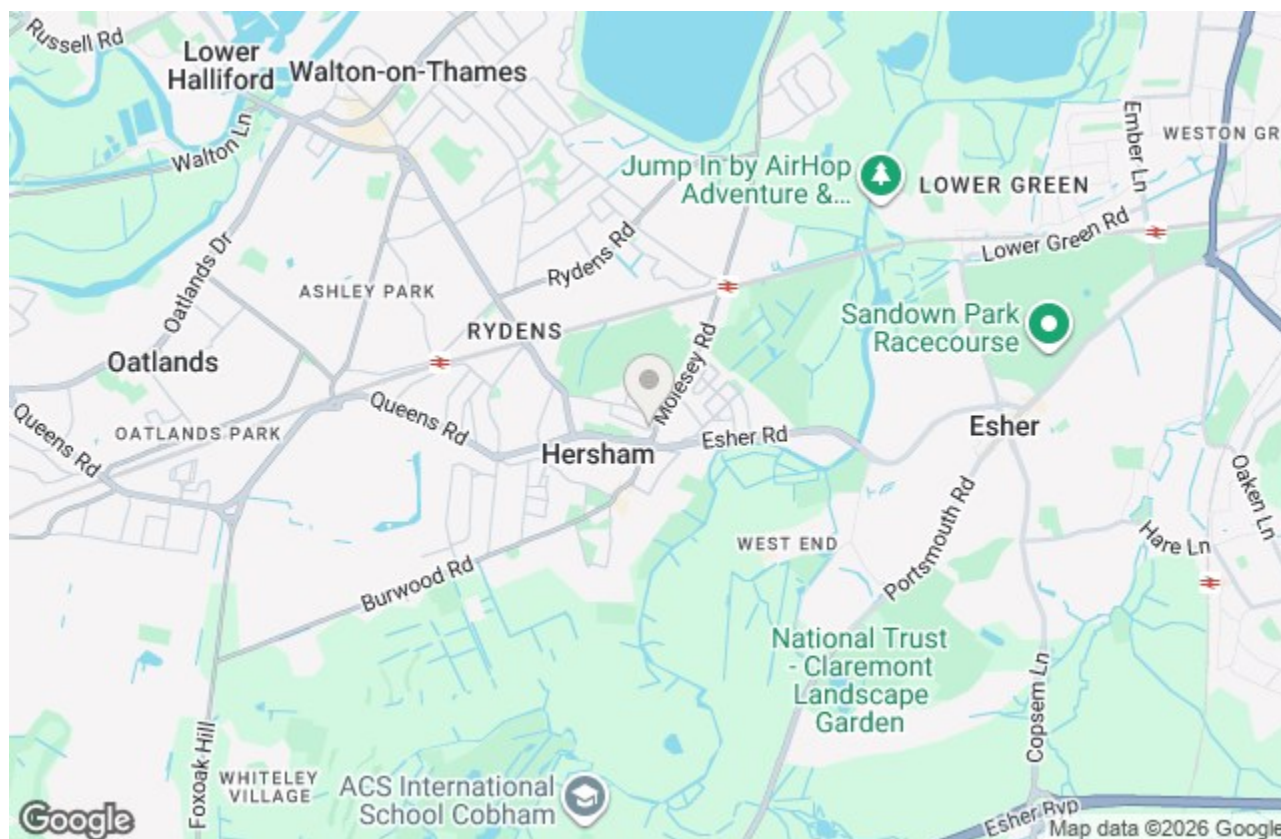 Russell Rd
Lower
Halliford
Walton-on-Thames
Walton Ln
Ember Ln
WESTON GR
Jump In by AirHop
Adventure &...
LOWER GREEN
Lower Green Rd
Oatlands Dr
Rydens Rd
ASHLEY PARK
RYDENS
Sandown Park
Racecourse
Oatlands
Molesey Rd
Queens Rd
Queens Rd
OATLANDS PARK
Hersham
Esher Rd
Esher
Oaken Ln
Hare Ln
Portsmouth Rd
WEST END
Burwood Rd
National Trust
- Claremont
Landscape
Garden
Copsem Ln
Foxoak Hill
WHITELEY
VILLAGE
ACS International
School Cobham
Esher Byp
Google
Map data ©2026 Google